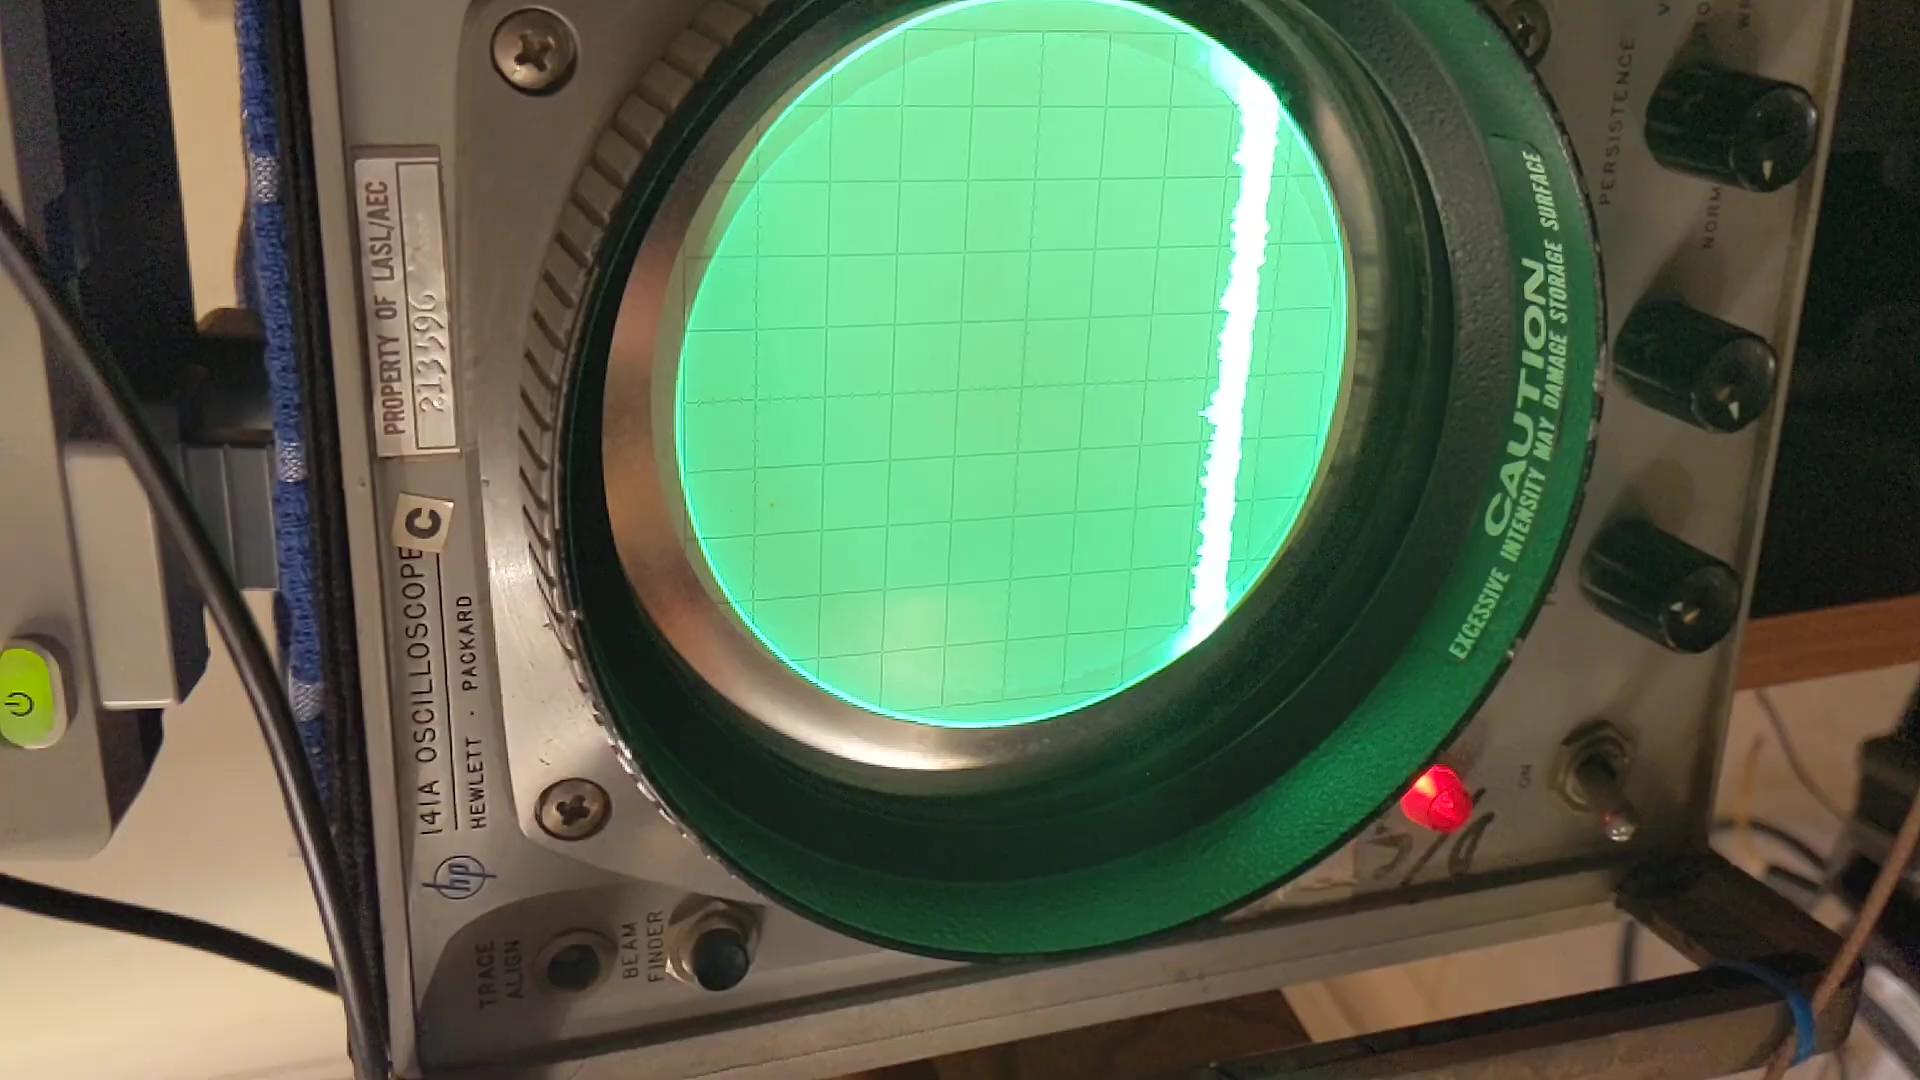 PROPERTY OF LASL/AEC
213596
C
141A OSCILLOSCOPE
HEWLETT · PACKARD
hp
TRACE
ALIGN
BEAM
FINDER
CAUTION
EXCESSIVE INTENSITY MAY DAMAGE STORAGE SURFACE
PERSISTENCE
NORM
ON